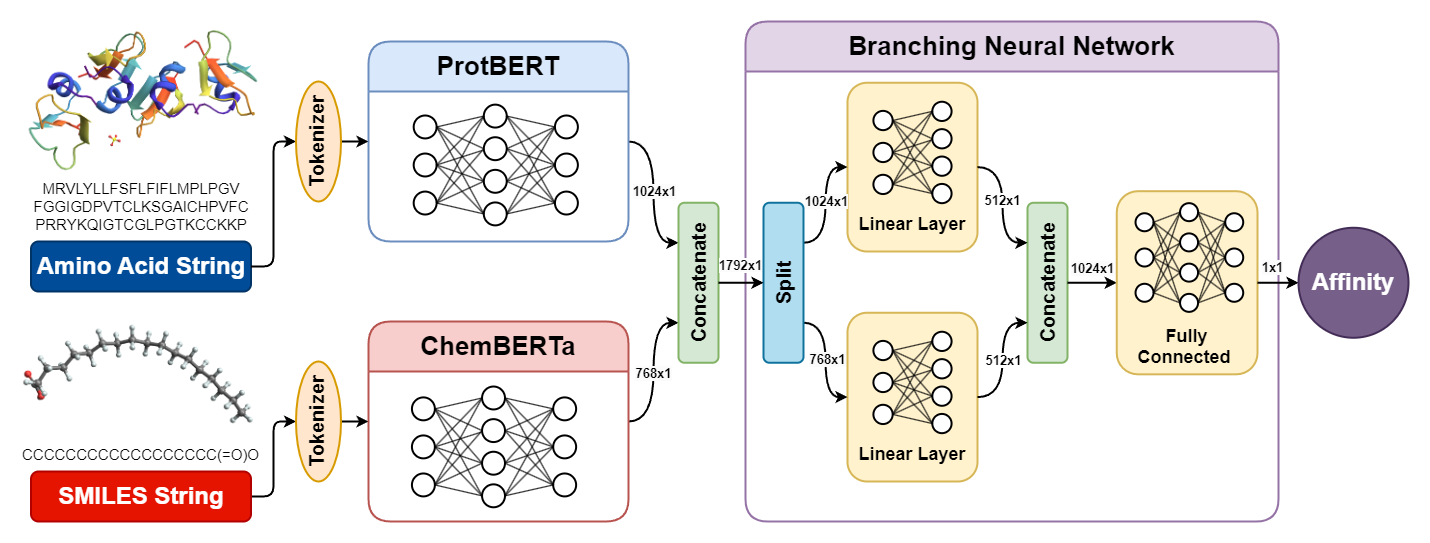 MRVLYLLFSFLFIFLMPLPGV
FGGIGDPVTCLKSGAICHPVFC
PRRYKQIGTCGLPGTKCCKKP
Amino Acid String
CCCCCCCCCCCCCCCCCC(=O)O
SMILES String
Tokenizer
Tokenizer
ProtBERT
ChemBERTa
1024x1
768x1
Concatenate
1792x1
Branching Neural Network
Split
1024x1
768x1
Linear Layer
Linear Layer
512x1
512x1
Concatenate
1024x1
Fully
Connected
1x1
Affinity